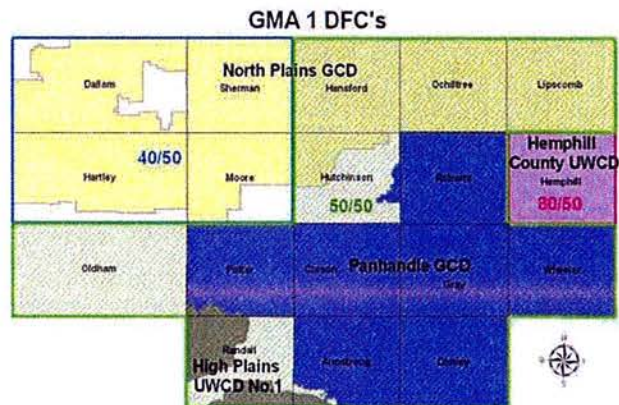 GMA 1 DFC's
North Plains GCD
Dallam
Sherman
Hansford
Ochiltree
Lipscomb
Hemphill
County UWCD
Hemphill
80/50
40/50
Hartley
Moore
Hutchinson
50/50
Roberts
Oldham
Potter
Carson
Panhandle GCD
Gray
Wheeler
Randall
High Plains
UWCD No.1
Armstrong
Donley
N
S